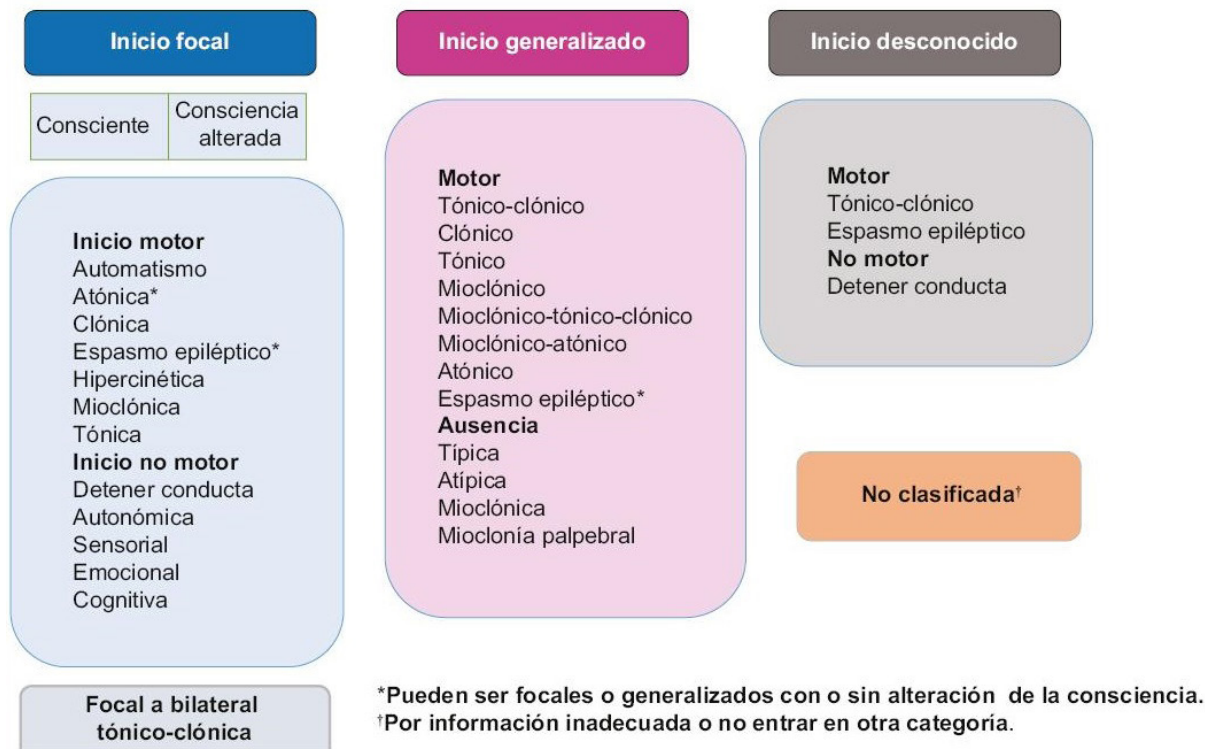 Inicio focal
Consciente
Consciencia
alterada
Inicio motor
Automatismo
Atónica*
Clónica
Espasmo epiléptico*
Hipercinética
Mioclónica
Tónica
Inicio no motor
Detener conducta
Autonómica
Sensorial
Emocional
Cognitiva
Focal a bilateral
tónico-clónica
Inicio generalizado
Motor
Tónico-clónico
Clónico
Tónico
Mioclónico
Mioclónico-tónico-clónico
Mioclónico-atónico
Atónico
Espasmo epiléptico*
Ausencia
Típica
Atípica
Mioclónica
Mioclonía palpebral
Inicio desconocido
Motor
Tónico-clónico
Espasmo epiléptico
No motor
Detener conducta
No clasificada†
*Pueden ser focales o generalizados con o sin alteración de la consciencia.
†Por información inadecuada o no entrar en otra categoría.